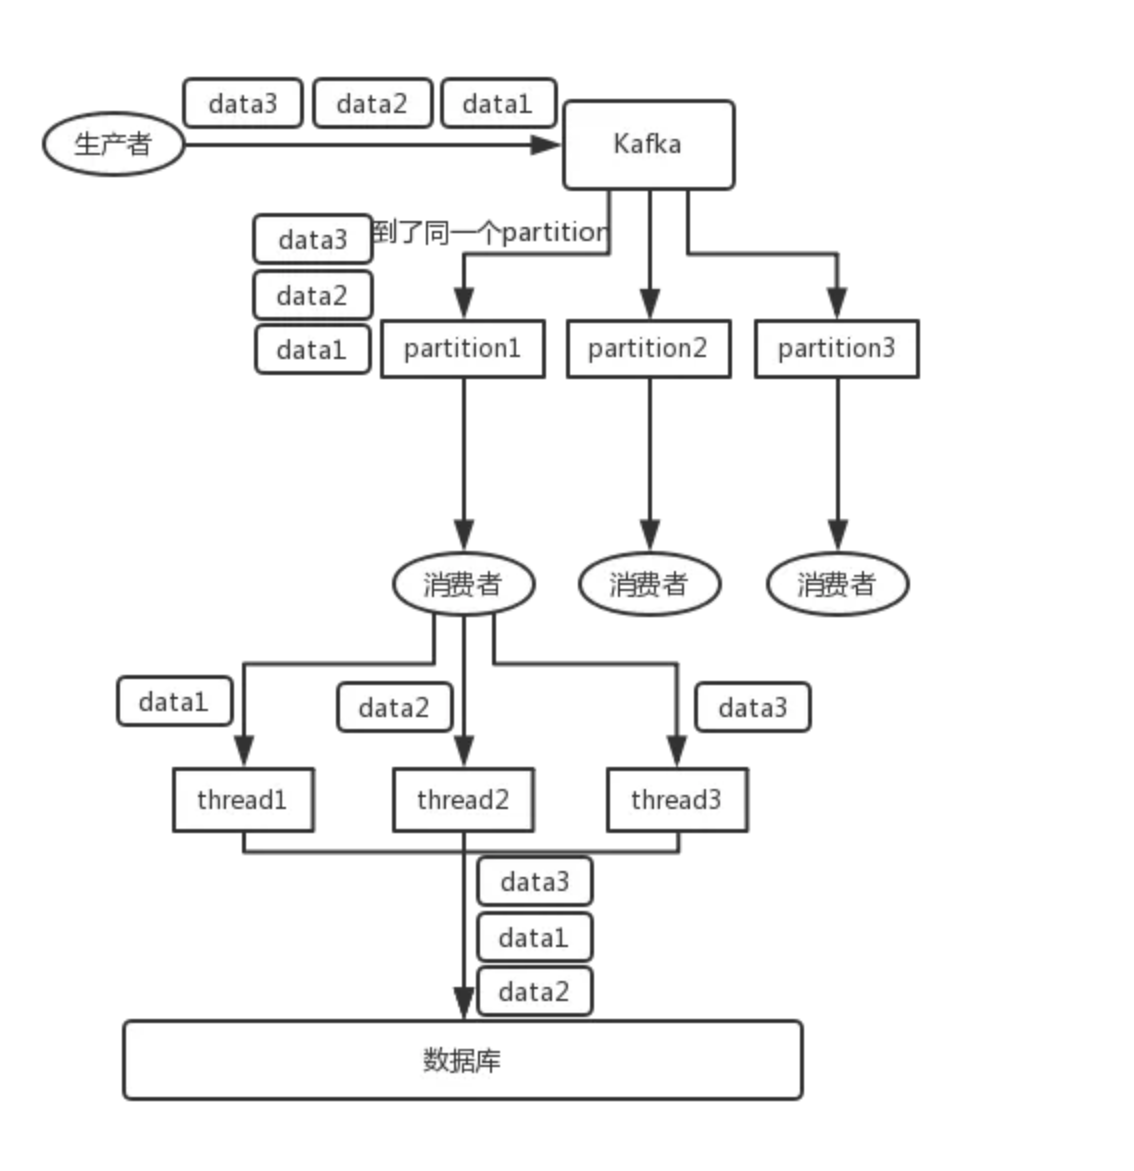 data3
data2
data1
生产者
Kafka
data3
到了同一个partition
data2
data1
partition1
partition2
partition3
消费者
消费者
消费者
data1
data2
data3
thread1
thread2
thread3
data3
data1
data2
数据库